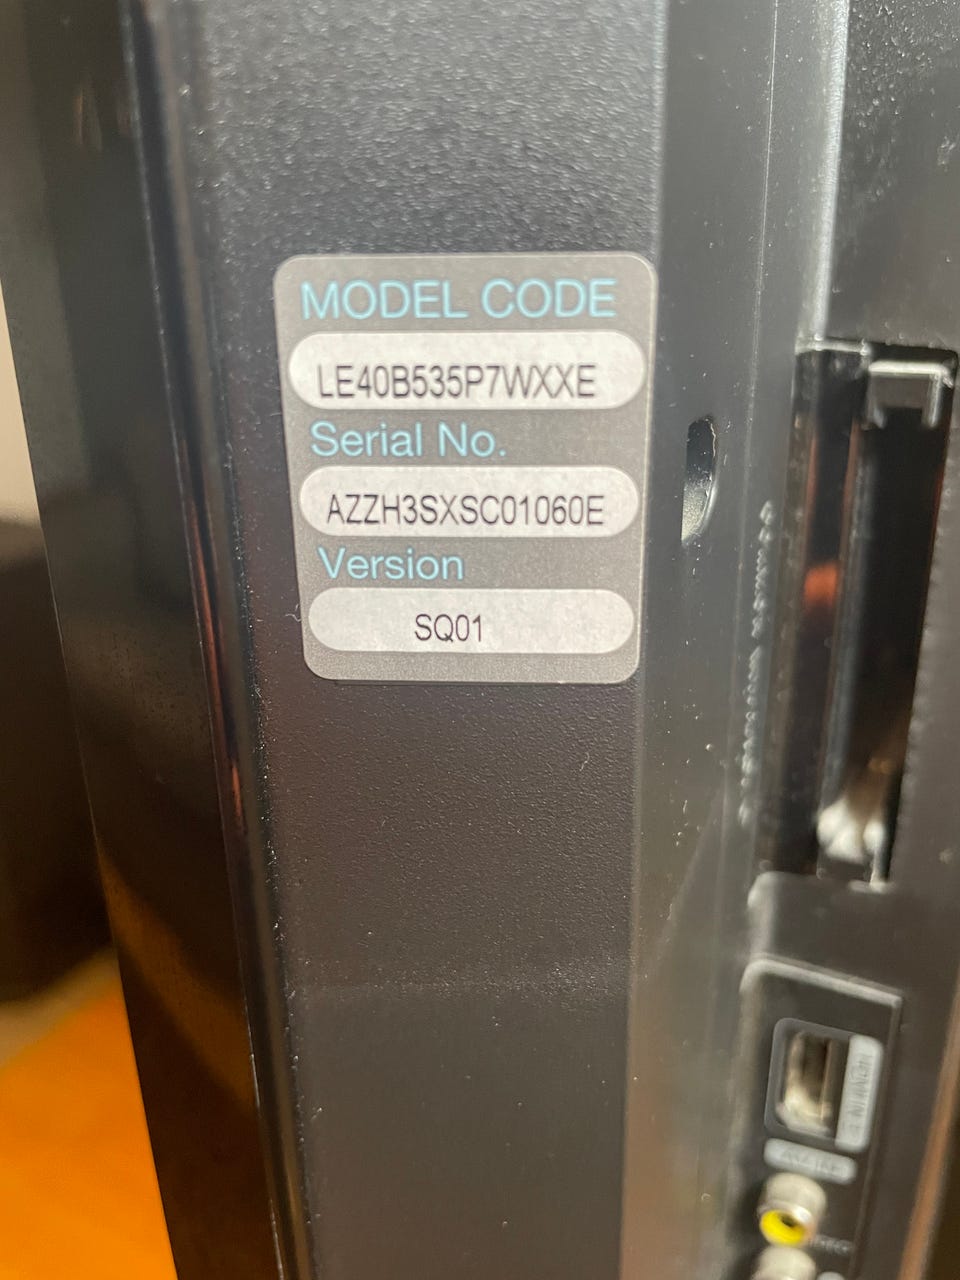 MODEL CODE
LE40B535P7WXXE
Serial No.
AZZH3SXSC01060E
Version
SQ01